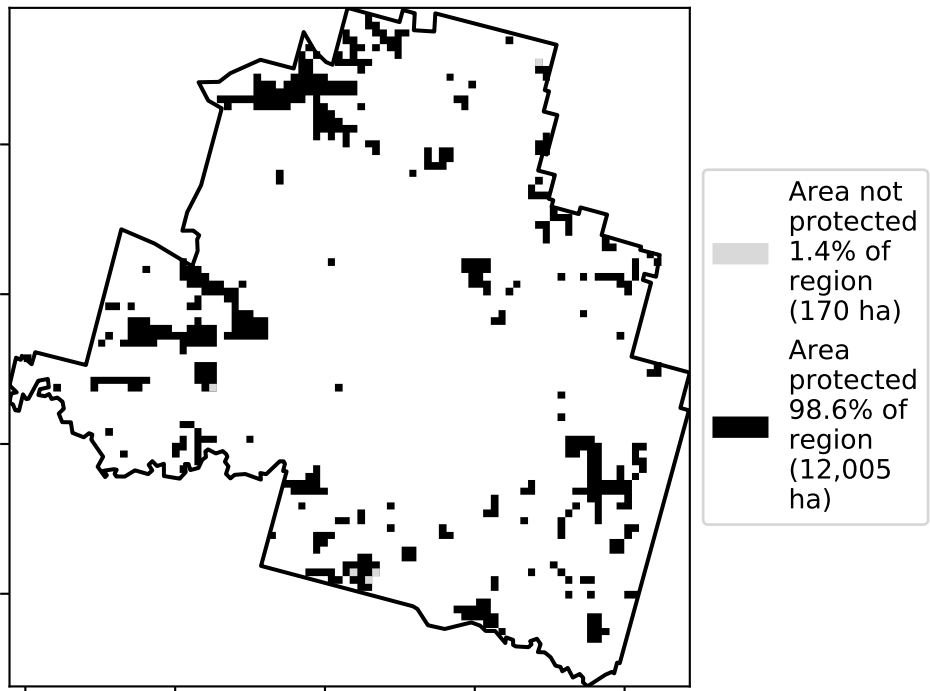 Area not
protected
1.4% of
region
(170 ha)
Area
protected
98.6% of
region
(12,005
ha)